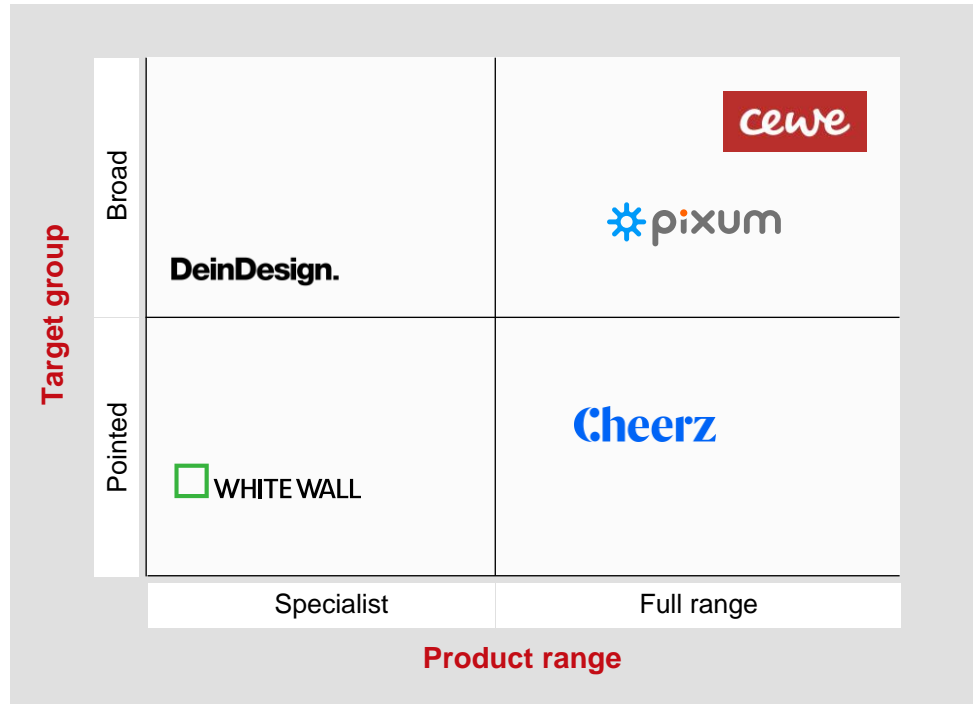 Target group
Broad
Pointed
cewe
pixum
DeinDesign.
Cheerz
WHITE WALL
Specialist
Full range
Product range